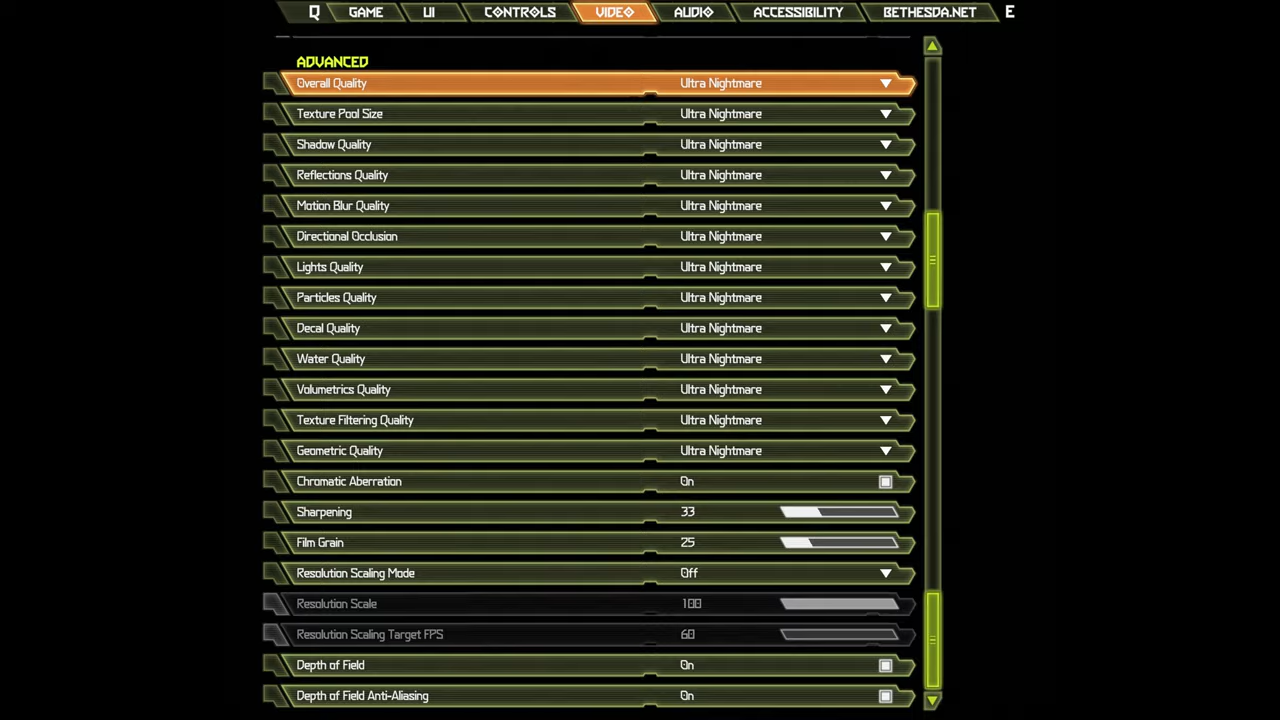 Q GAME UI CONTROLS VIDEO AUDIO ACCESSIBILITY BETHESDA.NET E
ADVANCED
Overall Quality Ultra Nightmare
Texture Pool Size Ultra Nightmare
Shadow Quality Ultra Nightmare
Reflections Quality Ultra Nightmare
Motion Blur Quality Ultra Nightmare
Directional Occlusion Ultra Nightmare
Lights Quality Ultra Nightmare
Particles Quality Ultra Nightmare
Decal Quality Ultra Nightmare
Water Quality Ultra Nightmare
Volumetrics Quality Ultra Nightmare
Texture Filtering Quality Ultra Nightmare
Geometric Quality Ultra Nightmare
Chromatic Aberration On
Sharpening 33
Film Grain 25
Resolution Scaling Mode Off
Resolution Scale 100
Resolution Scaling Target FPS 60
Depth of Field On
Depth of Field Anti-Aliasing On